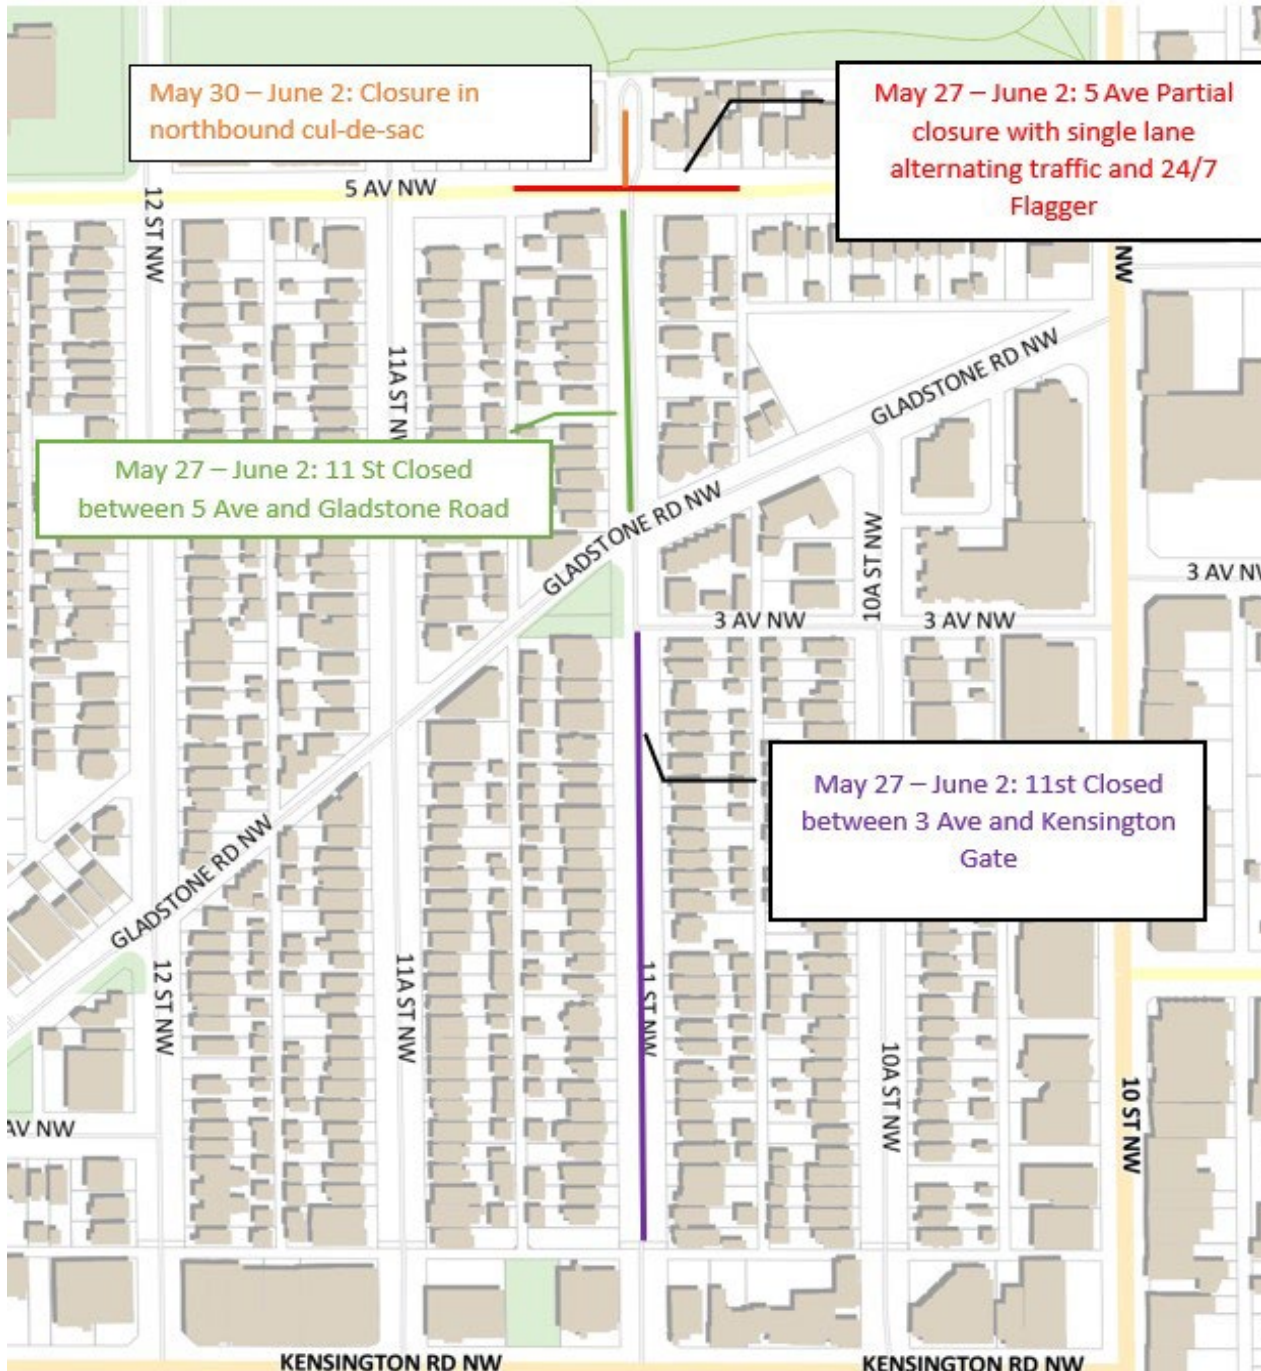 May 30 – June 2: Closure in
northbound cul-de-sac
May 27 – June 2: 5 Ave Partial
closure with single lane
alternating traffic and 24/7
Flagger
5 AV NW
12 ST NW
NW
11A ST NW
GLADSTONE RD NW
May 27 – June 2: 11 St Closed
between 5 Ave and Gladstone Road
GLADSTONE RD NW
10A ST NW
3 AV NW
3 AV NW
3 AV NW
May 27 – June 2: 11st Closed
between 3 Ave and Kensington
Gate
GLADSTONE RD NW
12 ST NW
11A ST NW
11 ST NW
10A ST NW
10 ST NW
AV NW
KENSINGTON RD NW
KENSINGTON RD NW